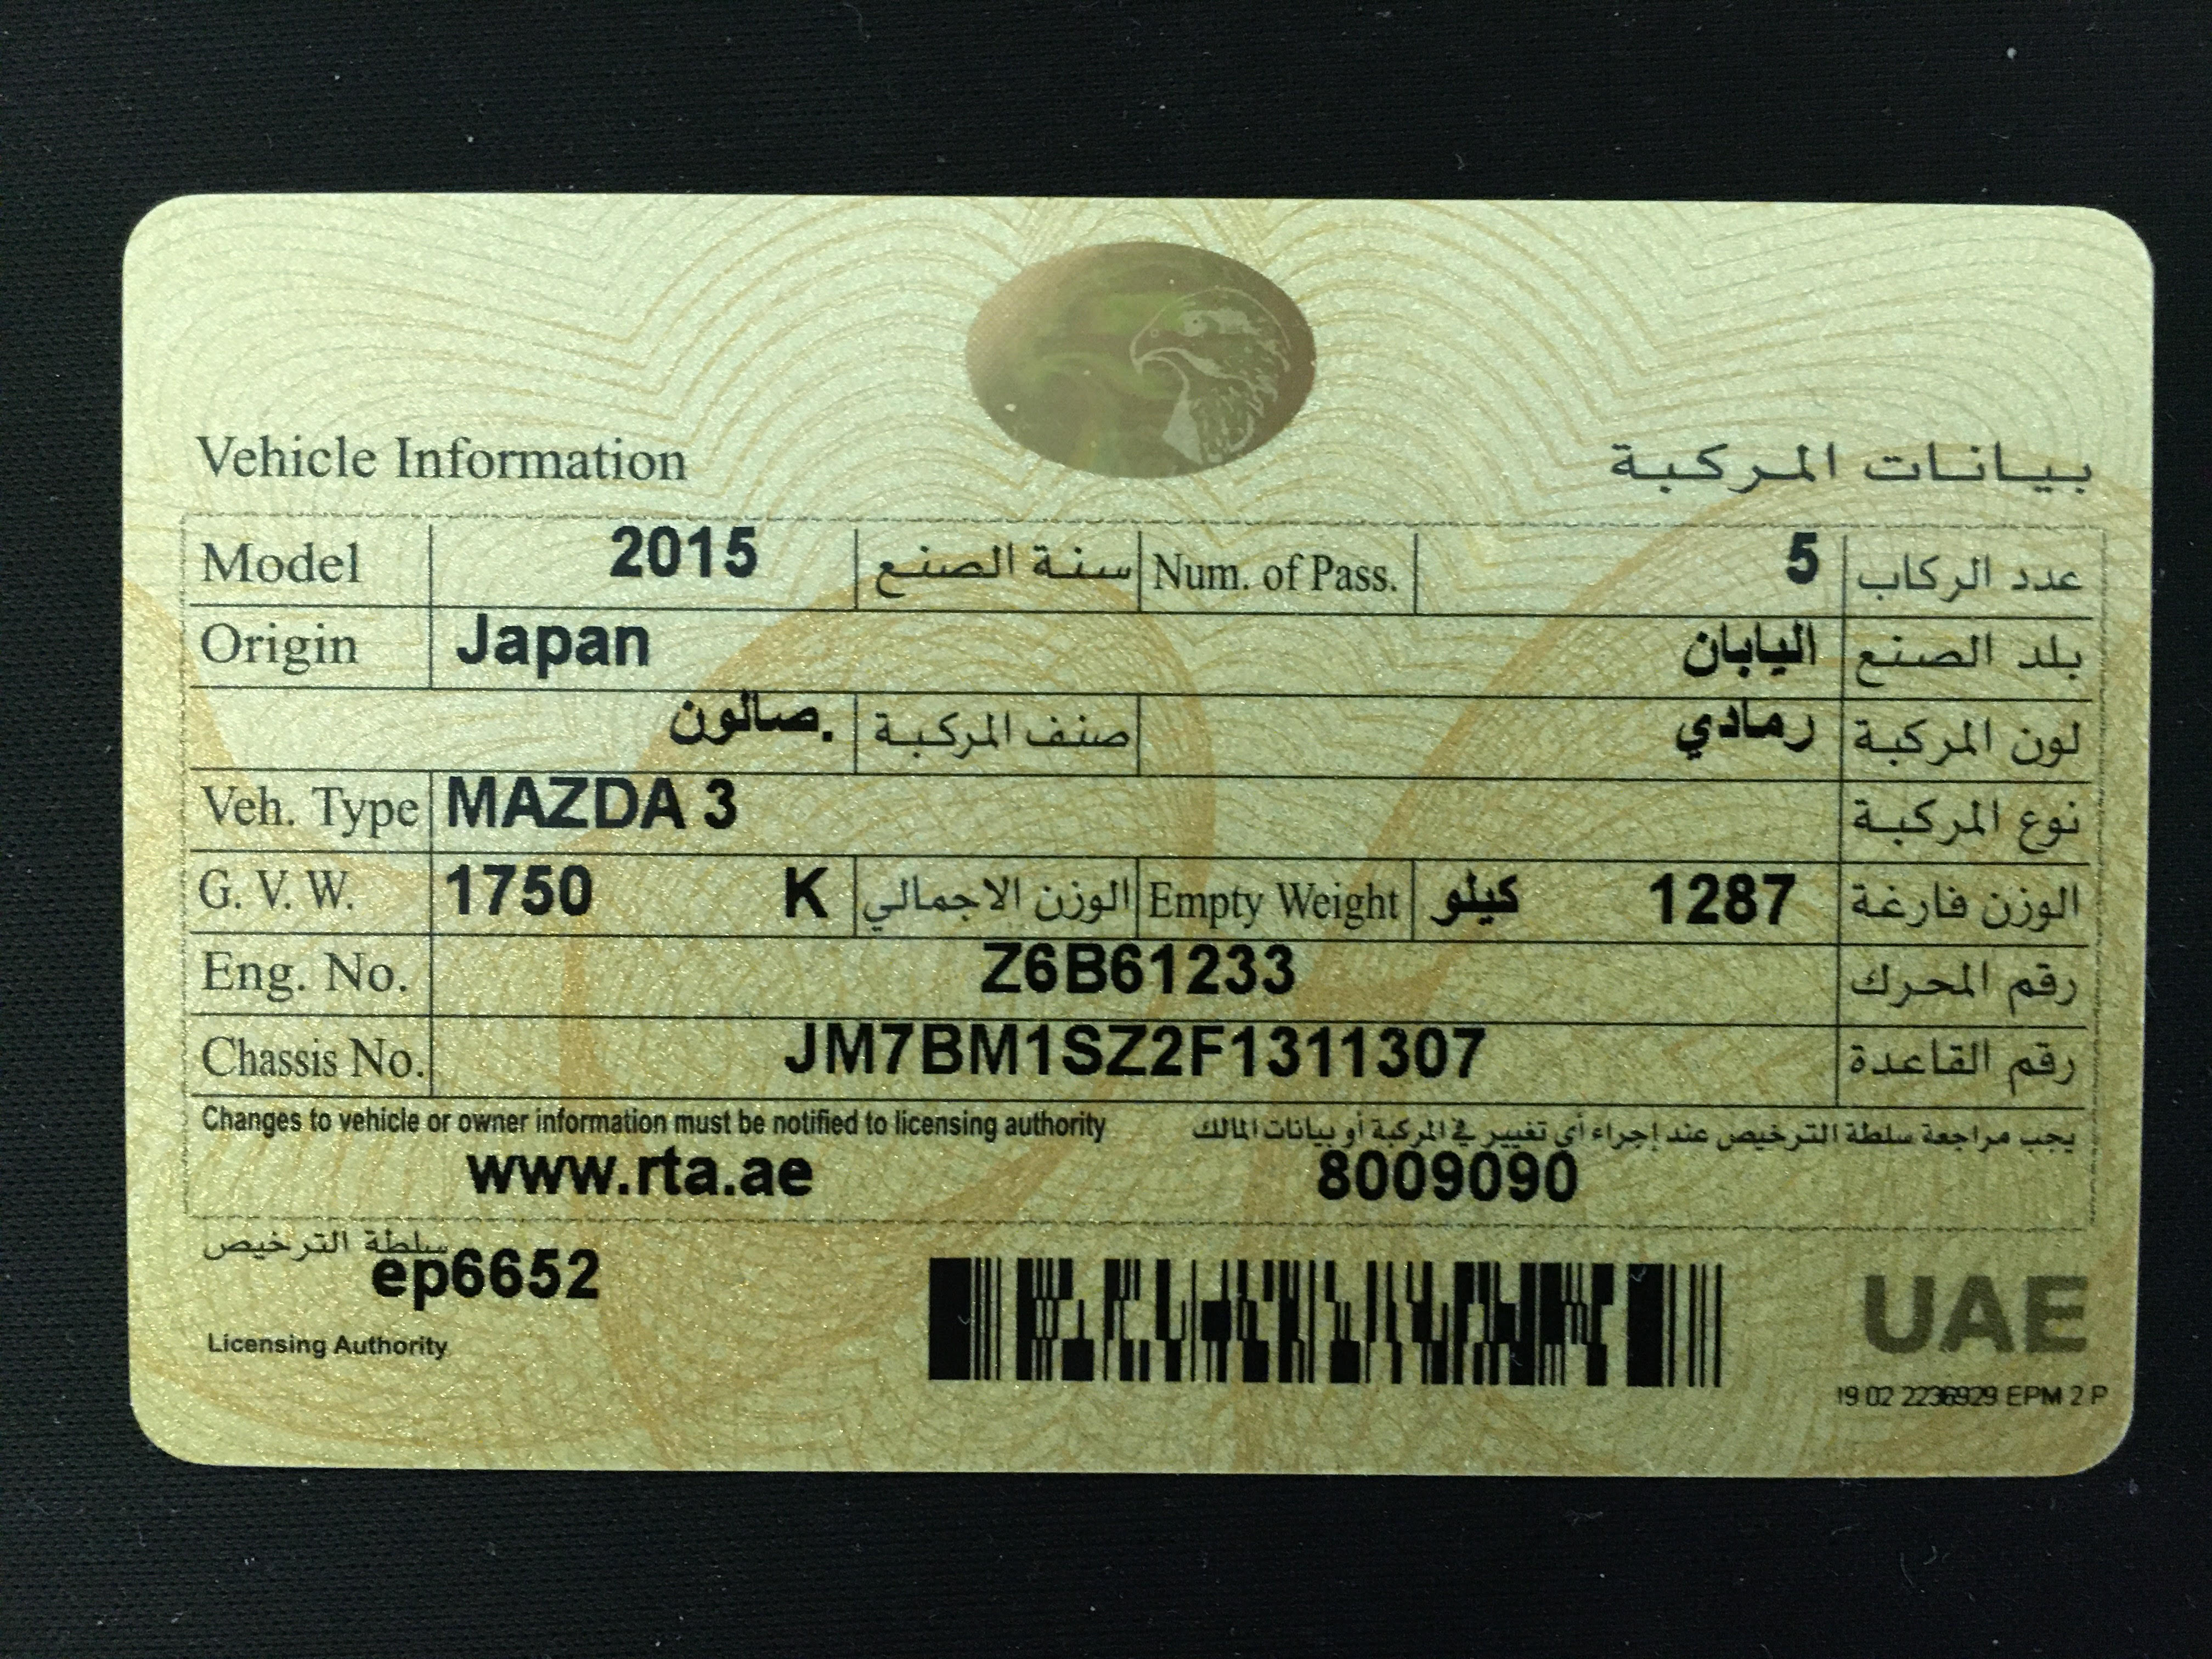 Vehicle Information بيانات المركبة
Model 2015 سنة الصنع Num. of Pass. 5 عدد الركاب
Origin Japan اليابان بلد الصنع
صالون. صنف المركبة رمادي لون المركبة
Veh. Type MAZDA 3 نوع المركبة
G. V. W. 1750 K الوزن الاجمالي Empty Weight كيلو 1287 الوزن فارغة
Eng. No. Z6B61233 رقم المحرك
Chassis No. JM7BM1SZ2F1311307 رقم القاعدة
Changes to vehicle or owner information must be notified to licensing authority يجب مراجعة سلطة الترخيص عند إجراء أي تغيير في المركبة أو بيانات المالك
www.rta.ae 8009090
سلطة الترخيص
ep6652
UAE
Licensing Authority
19 02 2236929 EPM 2 P